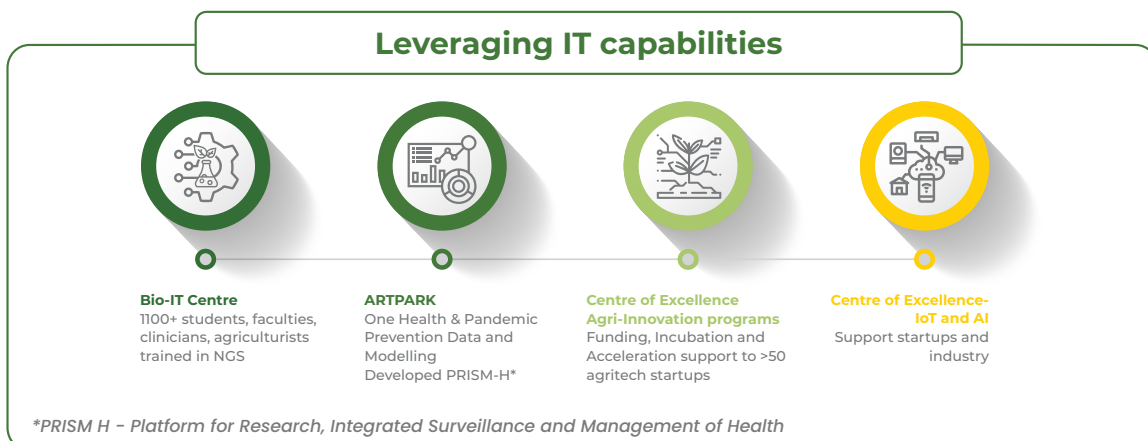 Leveraging IT capabilities
Bio-IT Centre
1100+ students, faculties,
clinicians, agriculturists
trained in NGS
ARTPARK
One Health & Pandemic
Prevention Data and
Modelling
Developed PRISM-H*
Centre of Excellence
Agri-Innovation programs
Funding, Incubation and
Acceleration support to >50
agritech startups
Centre of Excellence-
IoT and AI
Support startups and
industry
*PRISM H - Platform for Research, Integrated Surveillance and Management of Health